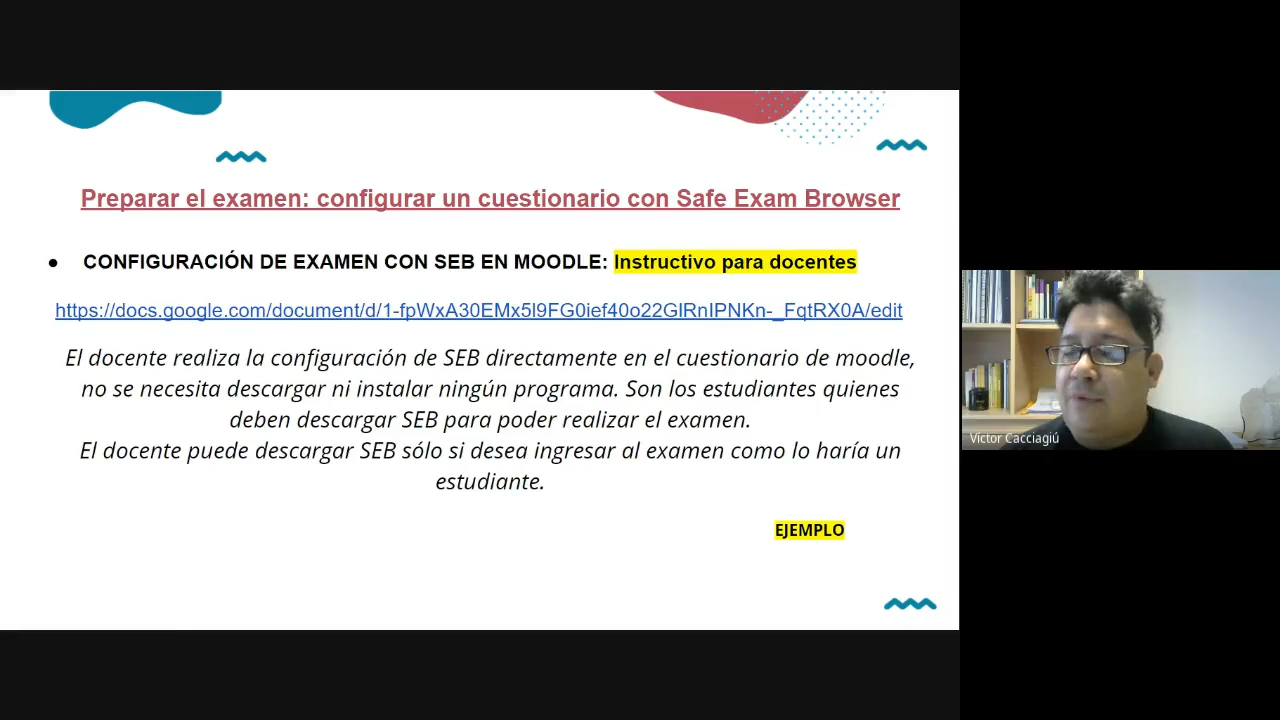 Preparar el examen: configurar un cuestionario con Safe Exam Browser
● CONFIGURACIÓN DE EXAMEN CON SEB EN MOODLE: Instructivo para docentes
https://docs.google.com/document/d/1-fpWxA30EMx5l9FG0ief40o22GlRnIPNKn-_FqtRX0A/edit
El docente realiza la configuración de SEB directamente en el cuestionario de moodle,
no se necesita descargar ni instalar ningún programa. Son los estudiantes quienes
deben descargar SEB para poder realizar el examen.
El docente puede descargar SEB sólo si desea ingresar al examen como lo haría un
estudiante.
EJEMPLO
Víctor Cacciagiú